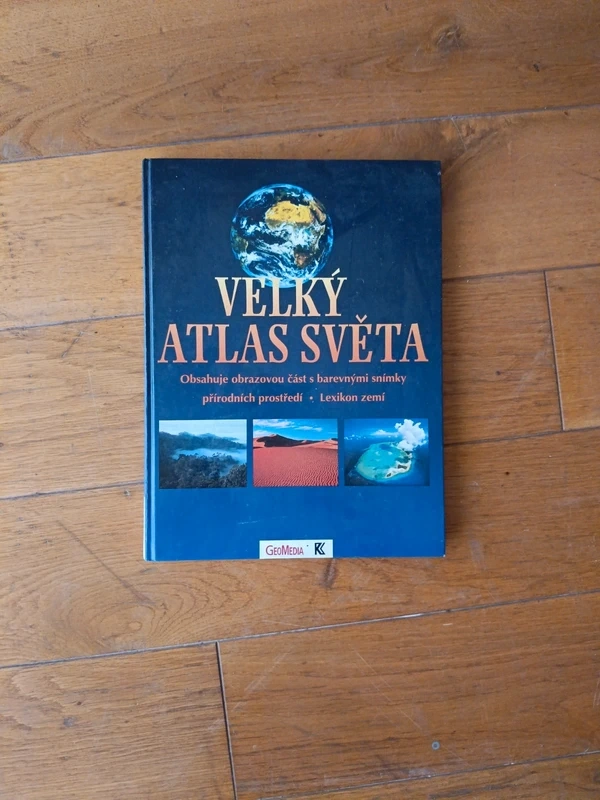 VELKÝ
ATLAS SVĚTA
Obsahuje obrazovou část s barevnými snímky
přírodních prostředí • Lexikon zemí
GEOMEDIA K